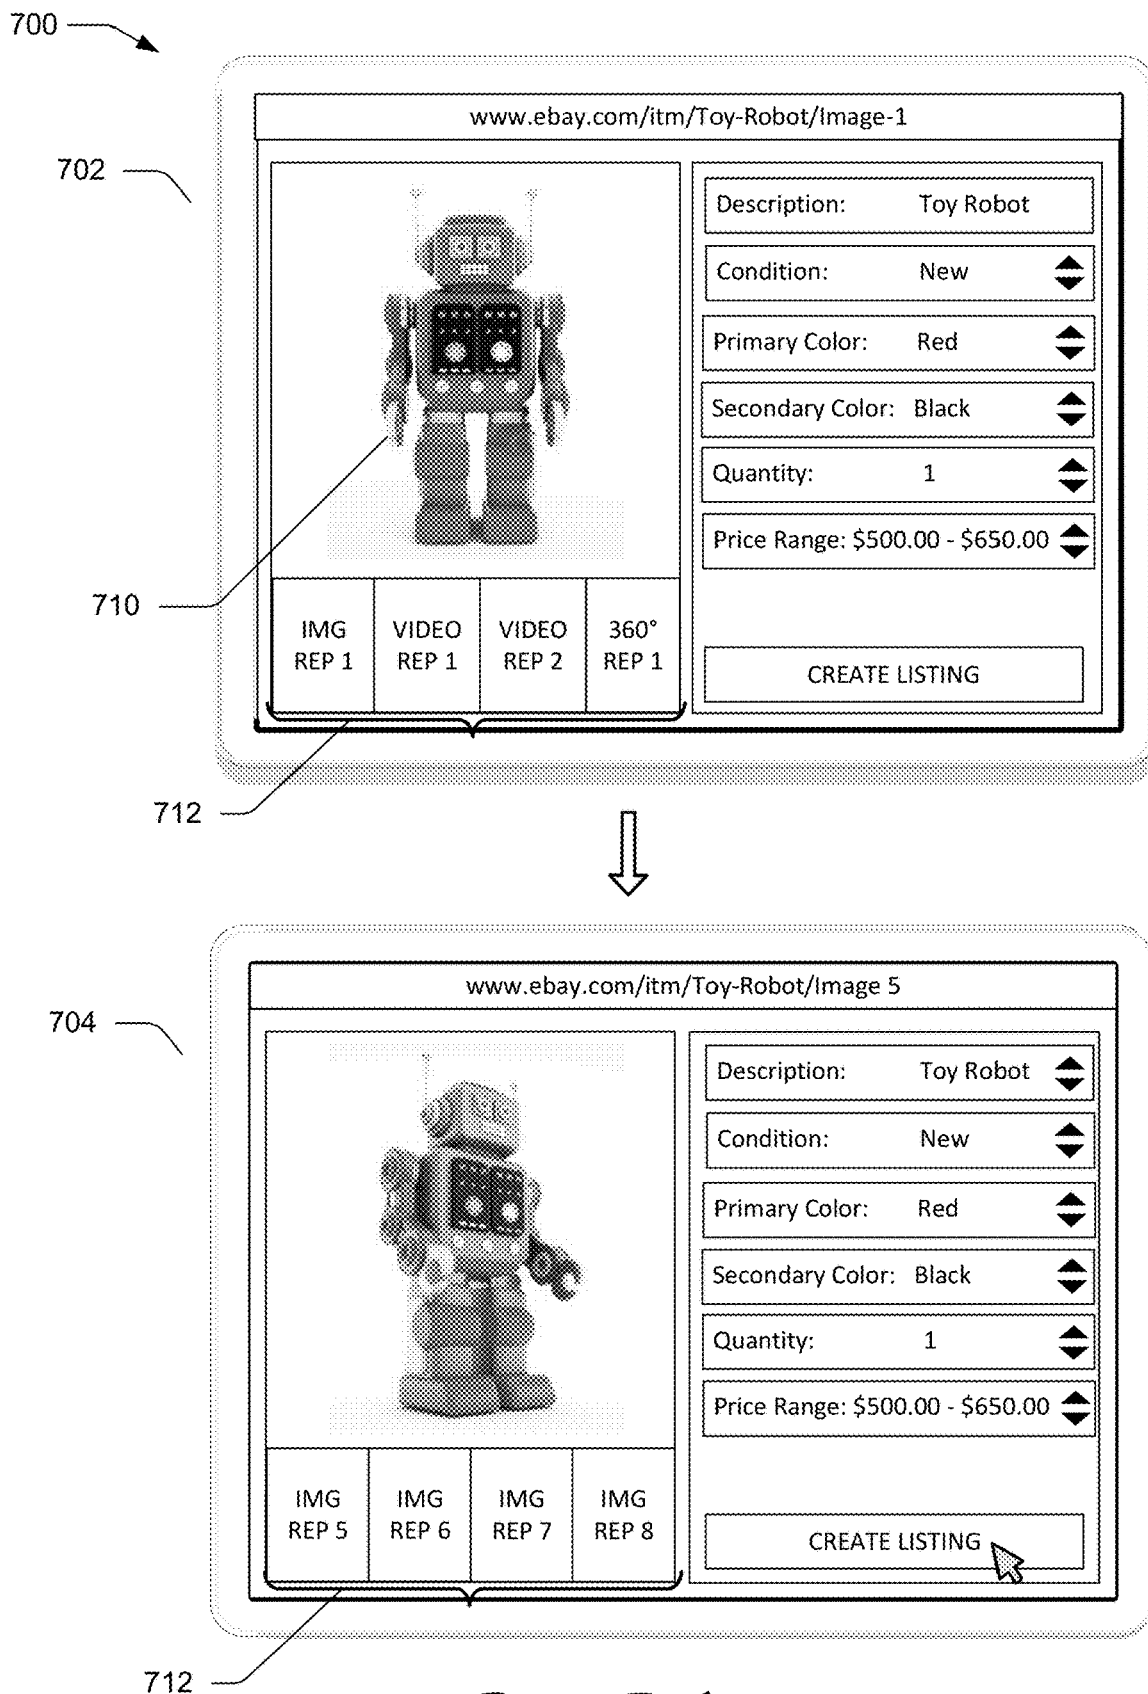 700
www.ebay.com/itm/Toy-Robot/Image-1
702
Description: Toy Robot
Condition: New
Primary Color: Red
Secondary Color: Black
Quantity: 1
Price Range: $500.00 - $650.00
710
IMG REP 1
VIDEO REP 1
VIDEO REP 2
360° REP 1
CREATE LISTING
712
www.ebay.com/itm/Toy-Robot/Image 5
704
Description: Toy Robot
Condition: New
Primary Color: Red
Secondary Color: Black
Quantity: 1
Price Range: $500.00 - $650.00
IMG REP 5
IMG REP 6
IMG REP 7
IMG REP 8
CREATE LISTING
712